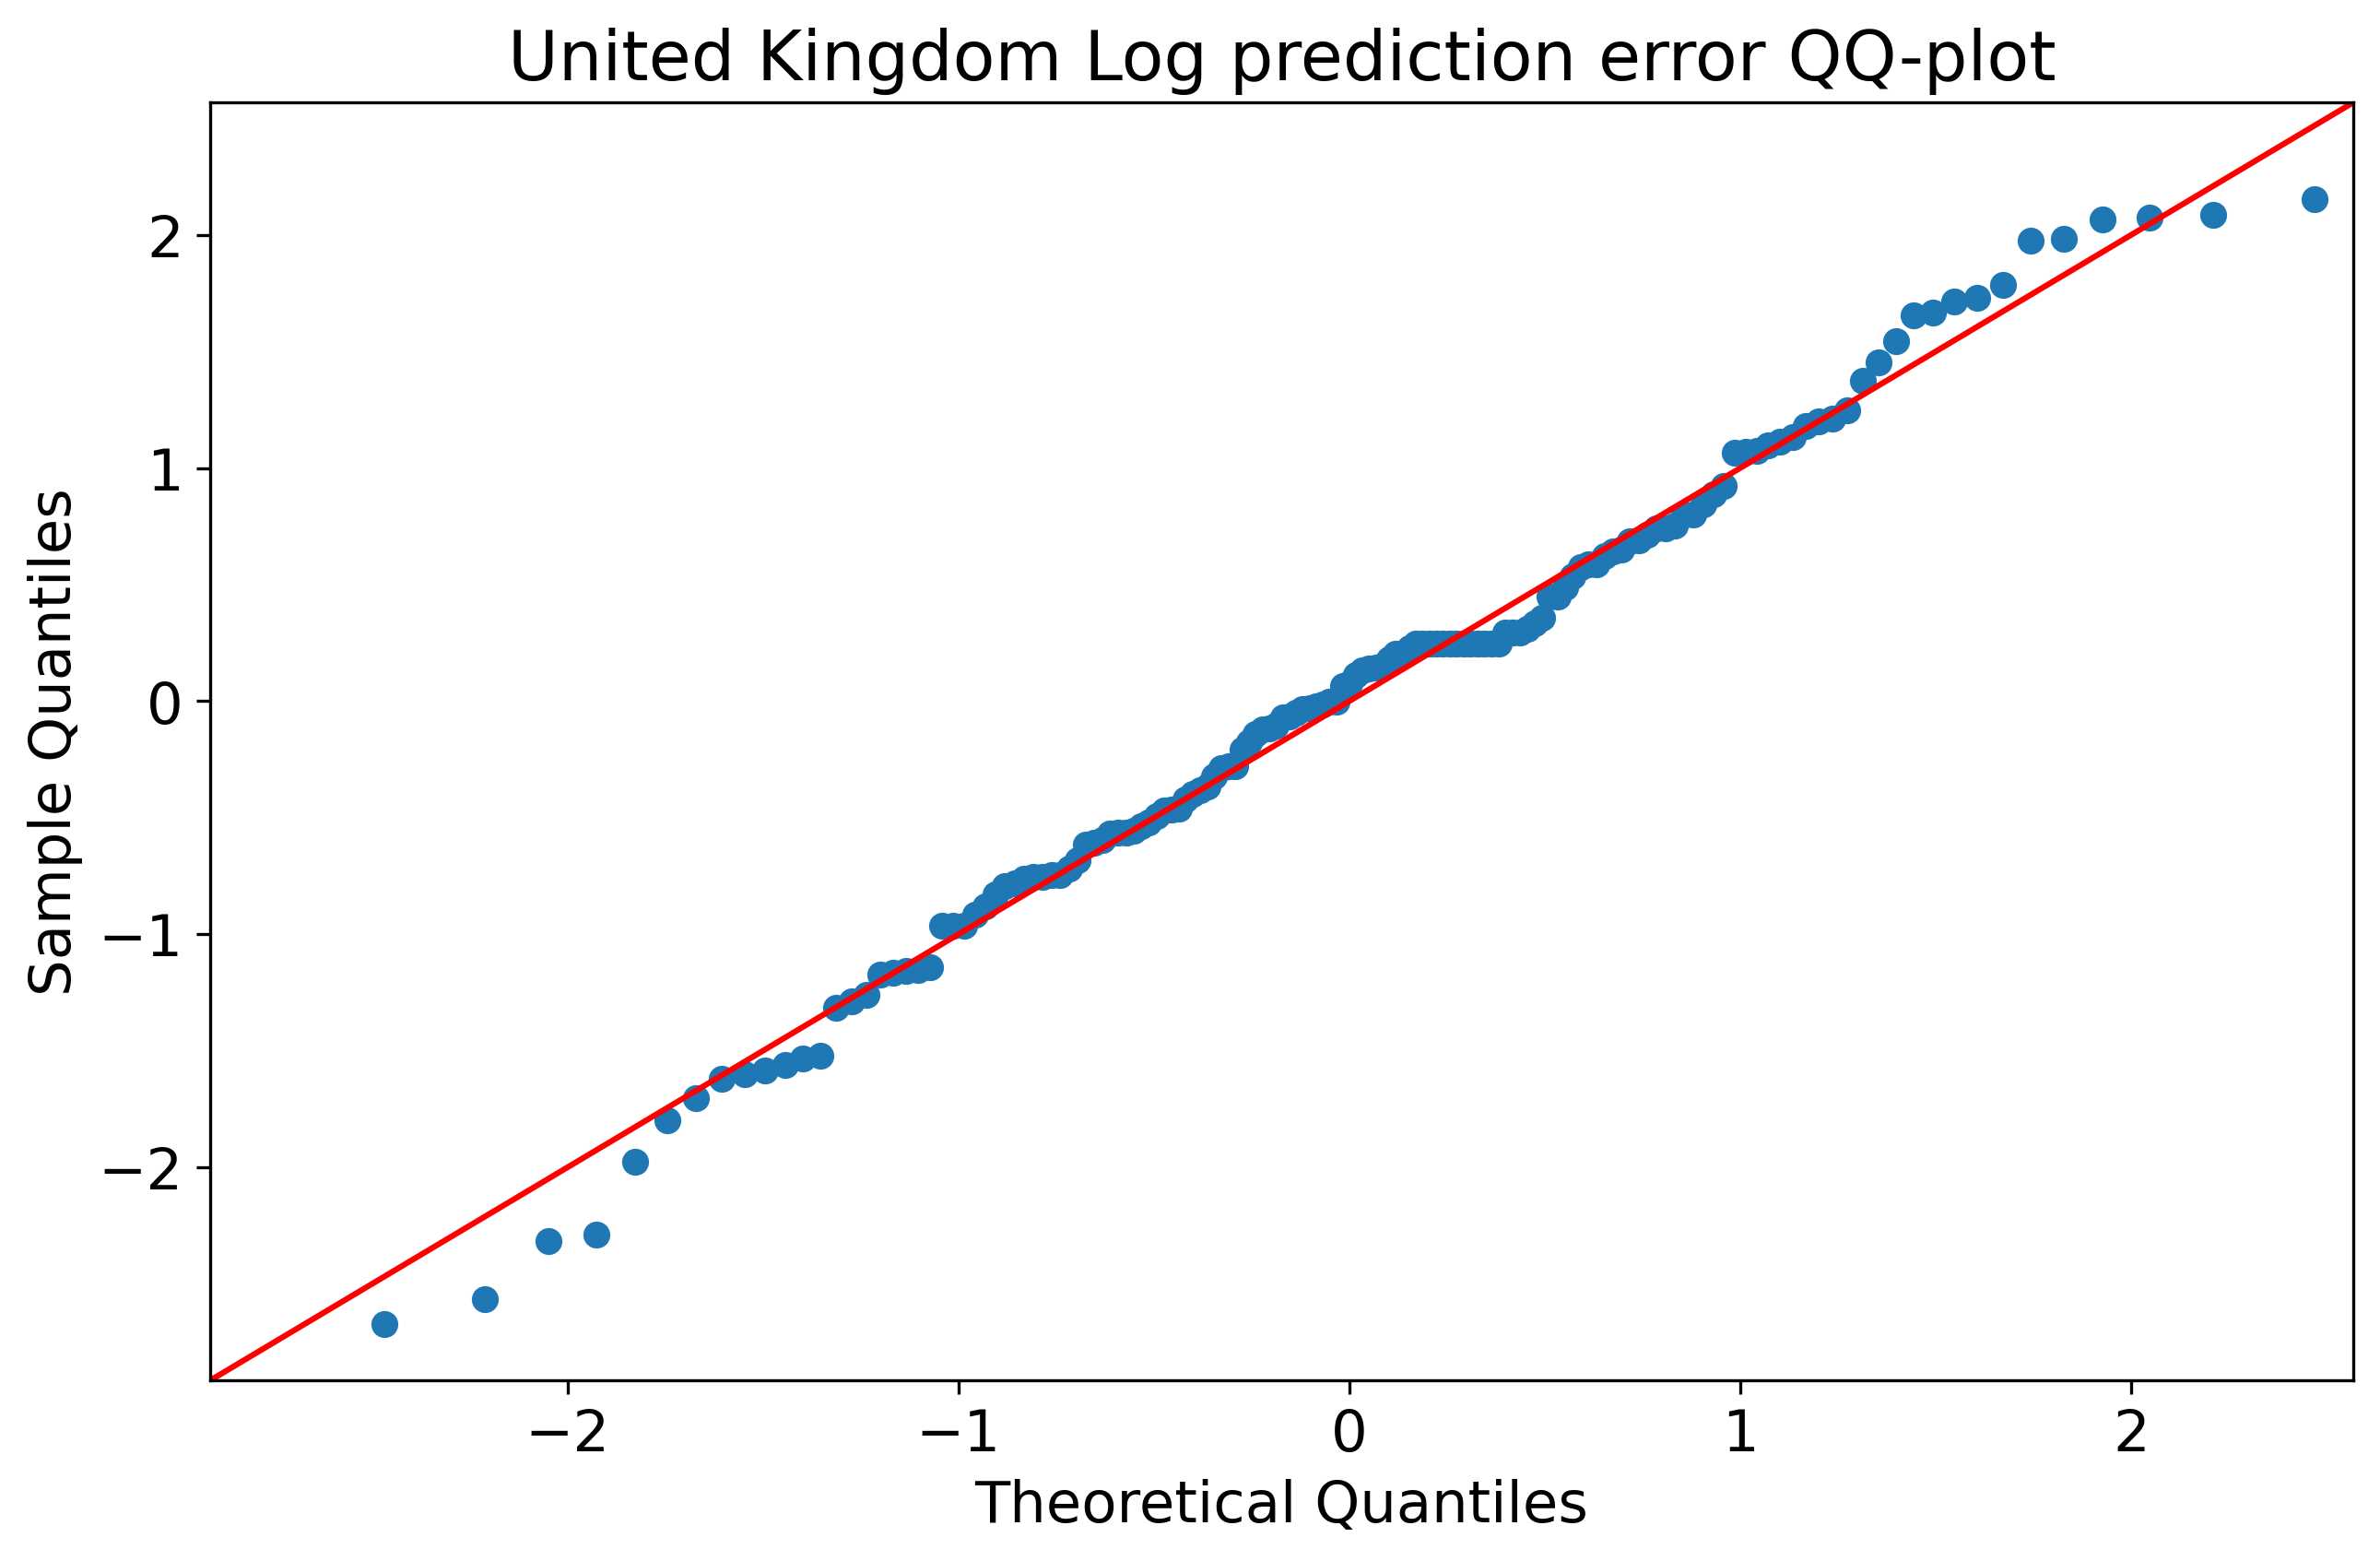 United Kingdom Log prediction error QQ-plot
2
1
0
−1
−2
Sample Quantiles
−2 −1 0 1 2
Theoretical Quantiles